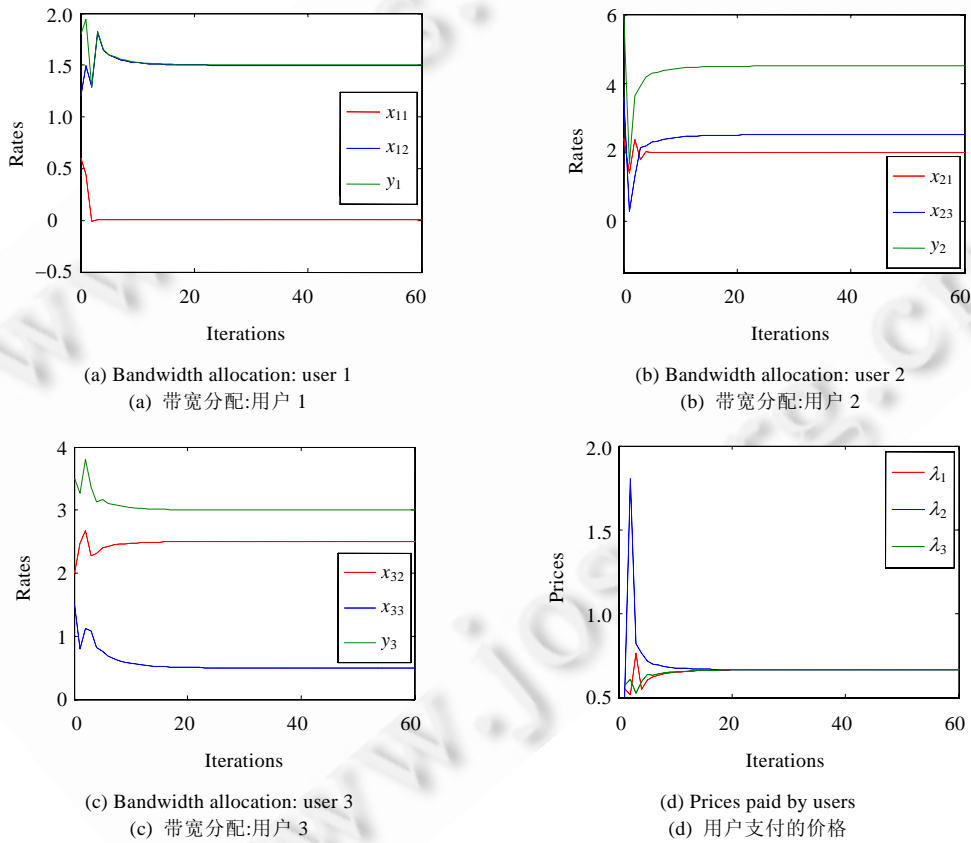 2.0
1.5
1.0
0.5
0
−0.5
Rates
x11
x12
y1
0
20
40
60
Iterations
(a) Bandwidth allocation: user 1
(a) 带宽分配:用户 1
6
4
2
0
Rates
x21
x23
y2
0
20
40
60
Iterations
(b) Bandwidth allocation: user 2
(b) 带宽分配:用户 2
4
3
2
1
0
Rates
x32
x33
y3
0
20
40
60
Iterations
(c) Bandwidth allocation: user 3
(c) 带宽分配:用户 3
2.0
1.5
1.0
0.5
Prices
λ1
λ2
λ3
0
20
40
60
Iterations
(d) Prices paid by users
(d) 用户支付的价格